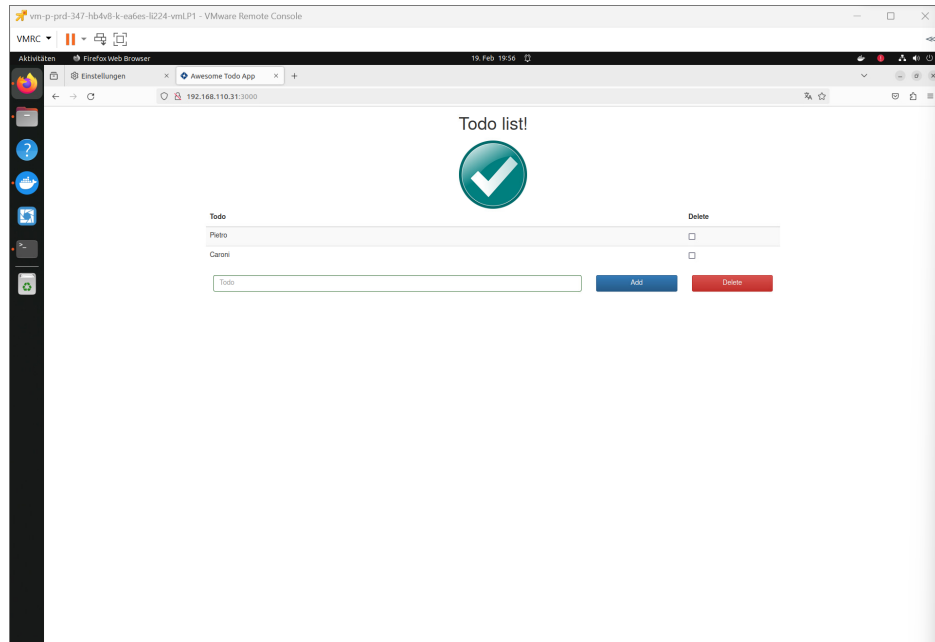 vm-p-prd-347-hb4v8-k-ea6es-li224-vmLP1 - VMware Remote Console
VMRC
Aktivitäten Firefox Web Browser 19. Feb 19:56
Einstellungen Awesome Todo App
192.168.110.31:3000
Todo list!
Todo Delete
Pietro
Caroni
Todo Add Delete